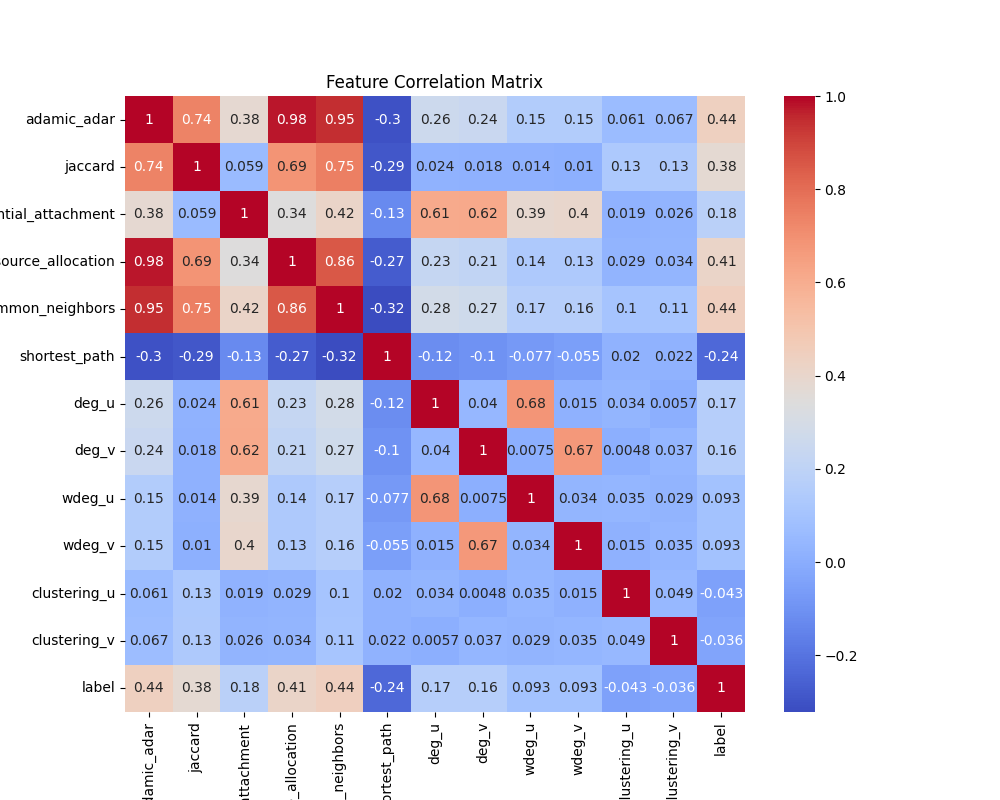 Feature Correlation Matrix
adamic_adar 1 0.74 0.38 0.98 0.95 -0.3 0.26 0.24 0.15 0.15 0.061 0.067 0.44
jaccard 0.74 1 0.059 0.69 0.75 -0.29 0.024 0.018 0.014 0.01 0.13 0.13 0.38
ntial_attachment 0.38 0.059 1 0.34 0.42 -0.13 0.61 0.62 0.39 0.4 0.019 0.026 0.18
source_allocation 0.98 0.69 0.34 1 0.86 -0.27 0.23 0.21 0.14 0.13 0.029 0.034 0.41
mmon_neighbors 0.95 0.75 0.42 0.86 1 -0.32 0.28 0.27 0.17 0.16 0.1 0.11 0.44
shortest_path -0.3 -0.29 -0.13 -0.27 -0.32 1 -0.12 -0.1 -0.077 -0.055 0.02 0.022 -0.24
deg_u 0.26 0.024 0.61 0.23 0.28 -0.12 1 0.04 0.68 0.015 0.034 0.0057 0.17
deg_v 0.24 0.018 0.62 0.21 0.27 -0.1 0.04 1 0.0075 0.67 0.0048 0.037 0.16
wdeg_u 0.15 0.014 0.39 0.14 0.17 -0.077 0.68 0.0075 1 0.034 0.035 0.029 0.093
wdeg_v 0.15 0.01 0.4 0.13 0.16 -0.055 0.015 0.67 0.034 1 0.015 0.035 0.093
clustering_u 0.061 0.13 0.019 0.029 0.1 0.02 0.034 0.0048 0.035 0.015 1 0.049 -0.043
clustering_v 0.067 0.13 0.026 0.034 0.11 0.022 0.0057 0.037 0.029 0.035 0.049 1 -0.036
label 0.44 0.38 0.18 0.41 0.44 -0.24 0.17 0.16 0.093 0.093 -0.043 -0.036 1
damic_adar jaccard attachment _allocation _neighbors ortest_path deg_u deg_v wdeg_u wdeg_v lustering_u lustering_v label
1.0
0.8
0.6
0.4
0.2
0.0
−0.2